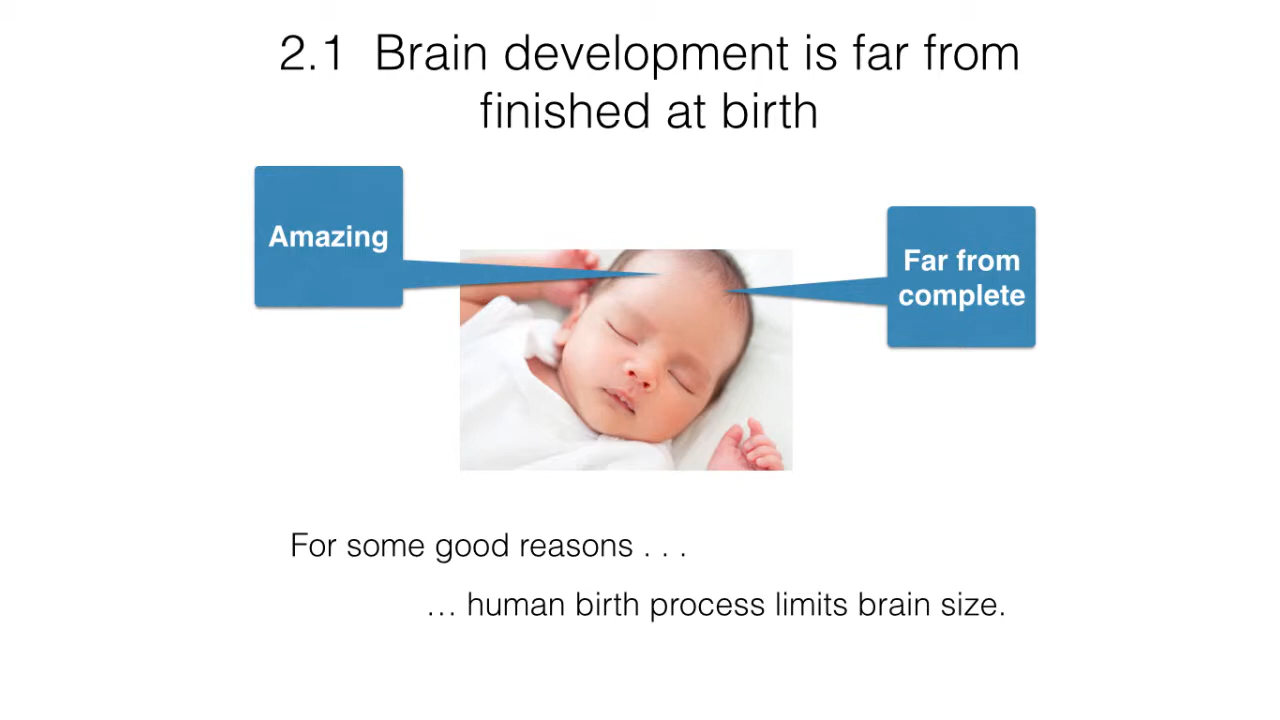 2.1 Brain development is far from
finished at birth
Amazing
Far from
complete
For some good reasons . . .
… human birth process limits brain size.